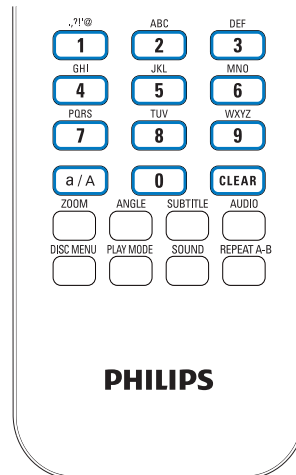 .,?!'@ ABC DEF
1 2 3
GHI JKL MNO
4 5 6
PQRS TUV WXYZ
7 8 9
a / A 0 CLEAR
ZOOM ANGLE SUBTITLE AUDIO
DISC MENU PLAY MODE SOUND REPEAT A-B
PHILIPS